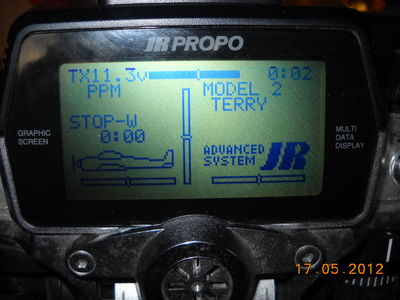 JR PROPO
TX11.3v 0:02
PPM MODEL 2
TERRY
STOP-W
0:00
GRAPHIC
SCREEN
MULTI
DATA
DISPLAY
ADVANCED
SYSTEM
JR
17.05.2012